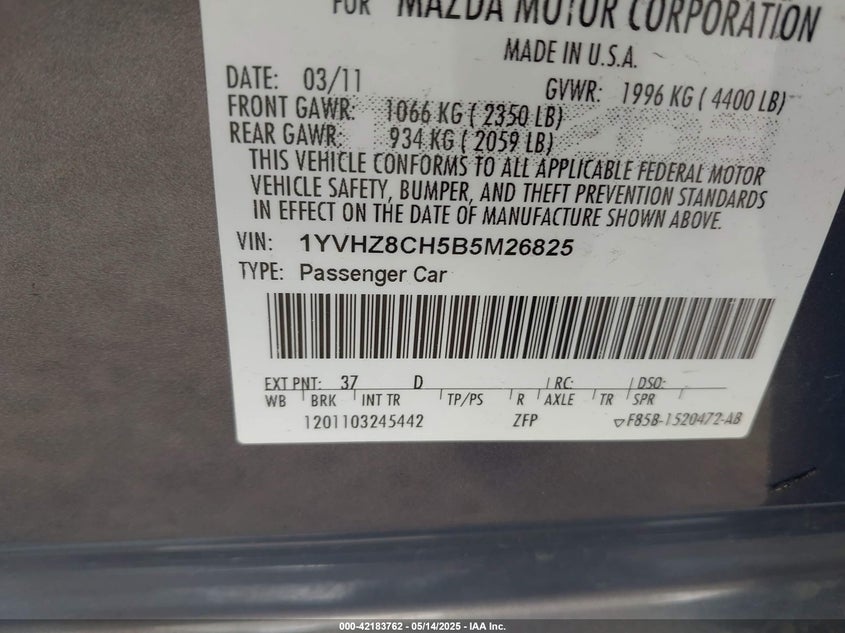 FOR MAZDA MOTOR CORPORATION
MADE IN U.S.A.
DATE: 03/11 GVWR: 1996 KG ( 4400 LB)
FRONT GAWR: 1066 KG ( 2350 LB)
REAR GAWR: 934 KG ( 2059 LB)
THIS VEHICLE CONFORMS TO ALL APPLICABLE FEDERAL MOTOR
VEHICLE SAFETY, BUMPER, AND THEFT PREVENTION STANDARDS
IN EFFECT ON THE DATE OF MANUFACTURE SHOWN ABOVE.
VIN: 1YVHZ8CH5B5M26825
TYPE: Passenger Car
EXT PNT: 37 D RC: DSO:
WB BRK INT TR TP/PS R AXLE TR SPR
1201103245442 ZFP F85B-1520472-AB
000-42183762 - 05/14/2025 - IAA Inc.